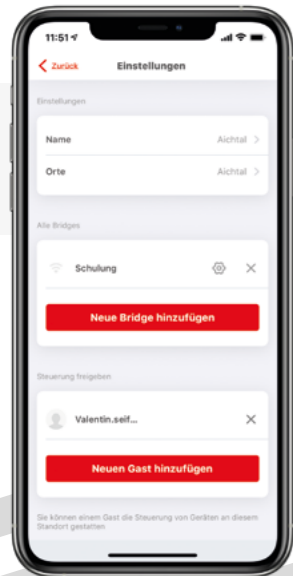 11:51
Zurück Einstellungen
Einstellungen
Name Aichtal
Orte Aichtal
Alle Bridges
Schulung
Neue Bridge hinzufügen
Steuerung freigeben
Valentin.seif...
Neuen Gast hinzufügen
Sie können einem Gast die Steuerung von Geräten an diesem
Standort gestatten